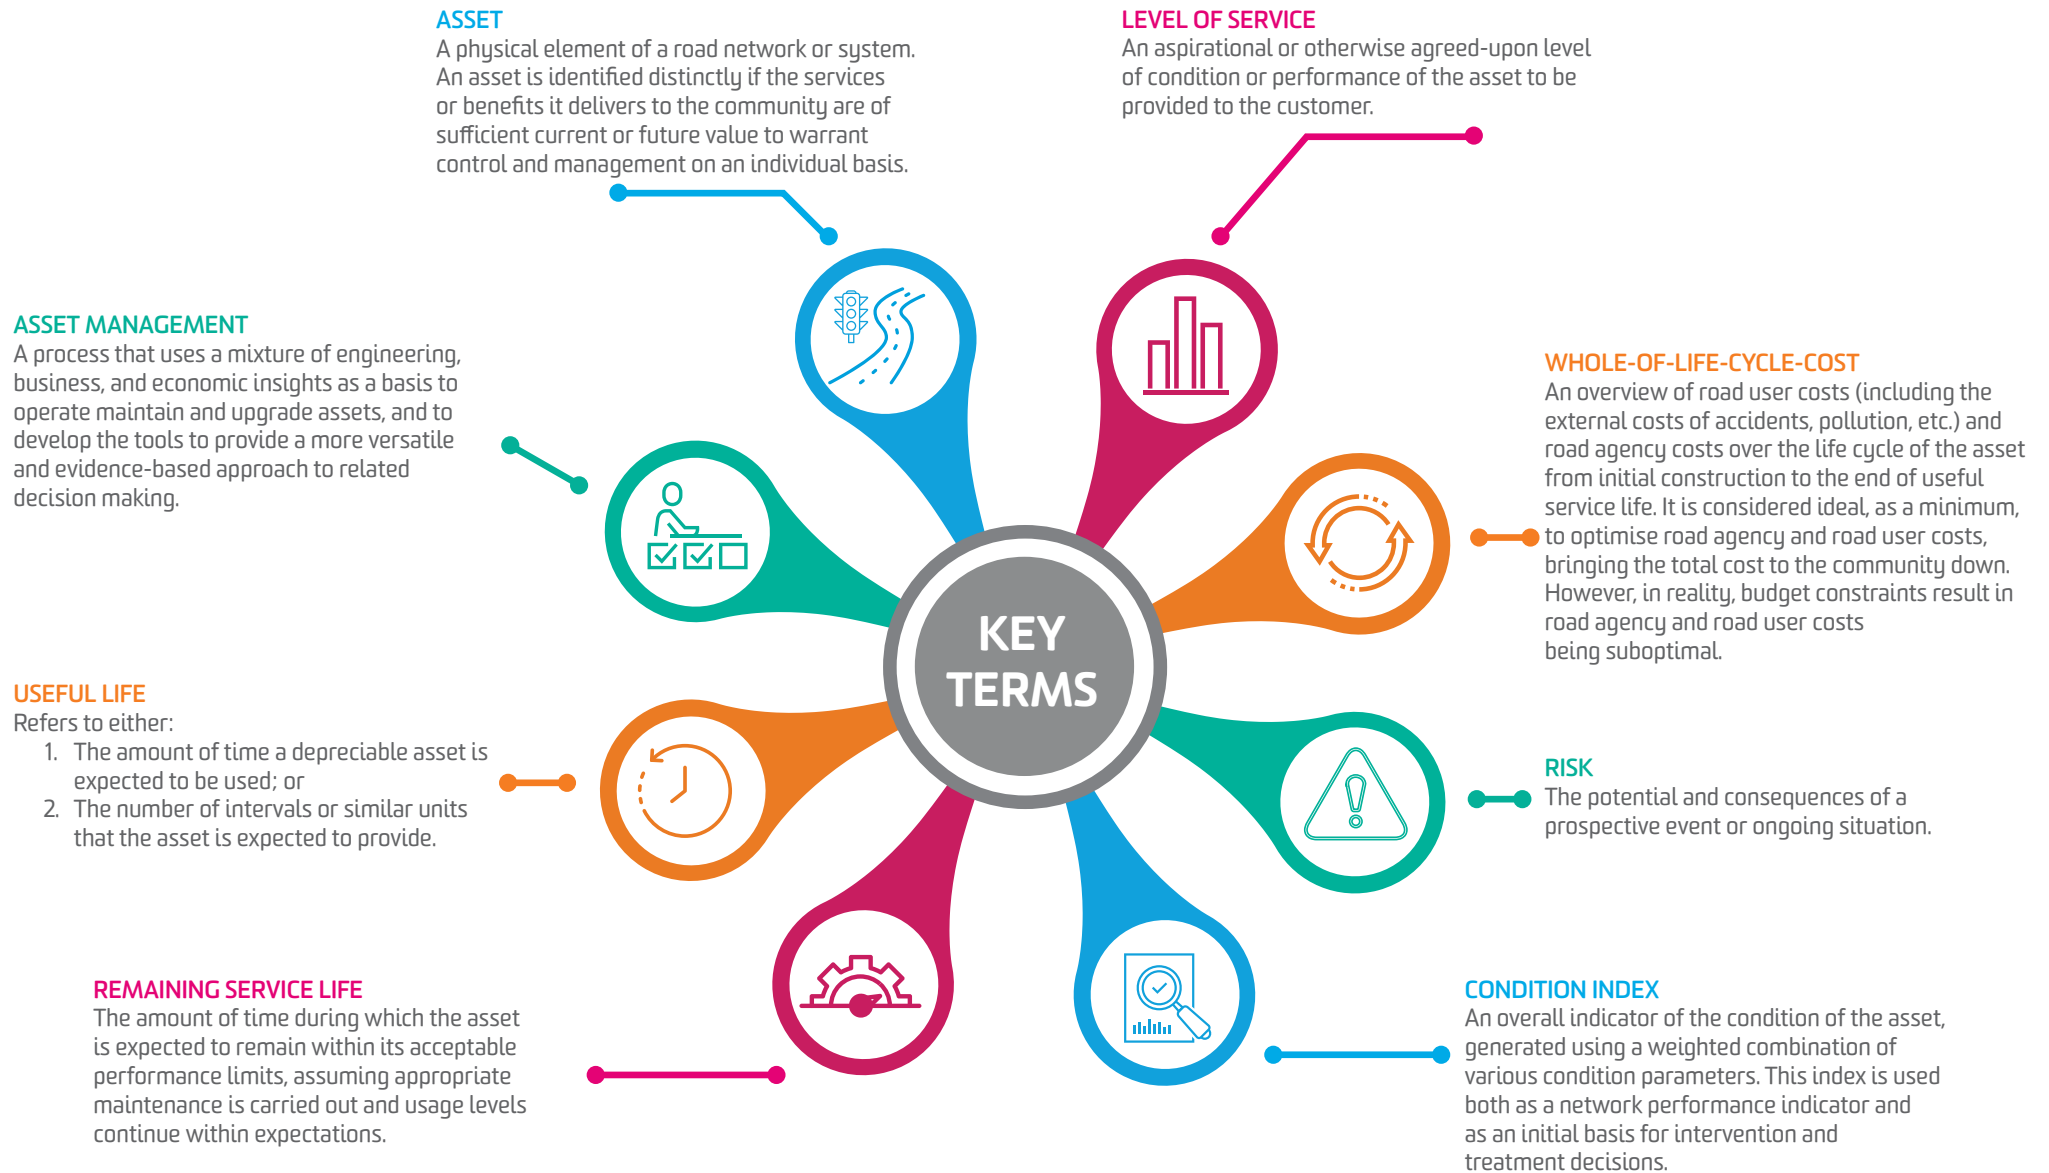 ASSET
A physical element of a road network or system.
An asset is identified distinctly if the services
or benefits it delivers to the community are of
sufficient current or future value to warrant
control and management on an individual basis.
LEVEL OF SERVICE
An aspirational or otherwise agreed-upon level
of condition or performance of the asset to be
provided to the customer.
ASSET MANAGEMENT
A process that uses a mixture of engineering,
business, and economic insights as a basis to
operate maintain and upgrade assets, and to
develop the tools to provide a more versatile
and evidence-based approach to related
decision making.
WHOLE-OF-LIFE-CYCLE-COST
An overview of road user costs (including the
external costs of accidents, pollution, etc.) and
road agency costs over the life cycle of the asset
from initial construction to the end of useful
service life. It is considered ideal, as a minimum,
to optimise road agency and road user costs,
bringing the total cost to the community down.
However, in reality, budget constraints result in
road agency and road user costs
being suboptimal.
KEY
TERMS
USEFUL LIFE
Refers to either:
1. The amount of time a depreciable asset is
expected to be used; or
2. The number of intervals or similar units
that the asset is expected to provide.
RISK
The potential and consequences of a
prospective event or ongoing situation.
REMAINING SERVICE LIFE
The amount of time during which the asset
is expected to remain within its acceptable
performance limits, assuming appropriate
maintenance is carried out and usage levels
continue within expectations.
CONDITION INDEX
An overall indicator of the condition of the asset,
generated using a weighted combination of
various condition parameters. This index is used
both as a network performance indicator and
as an initial basis for intervention and
treatment decisions.